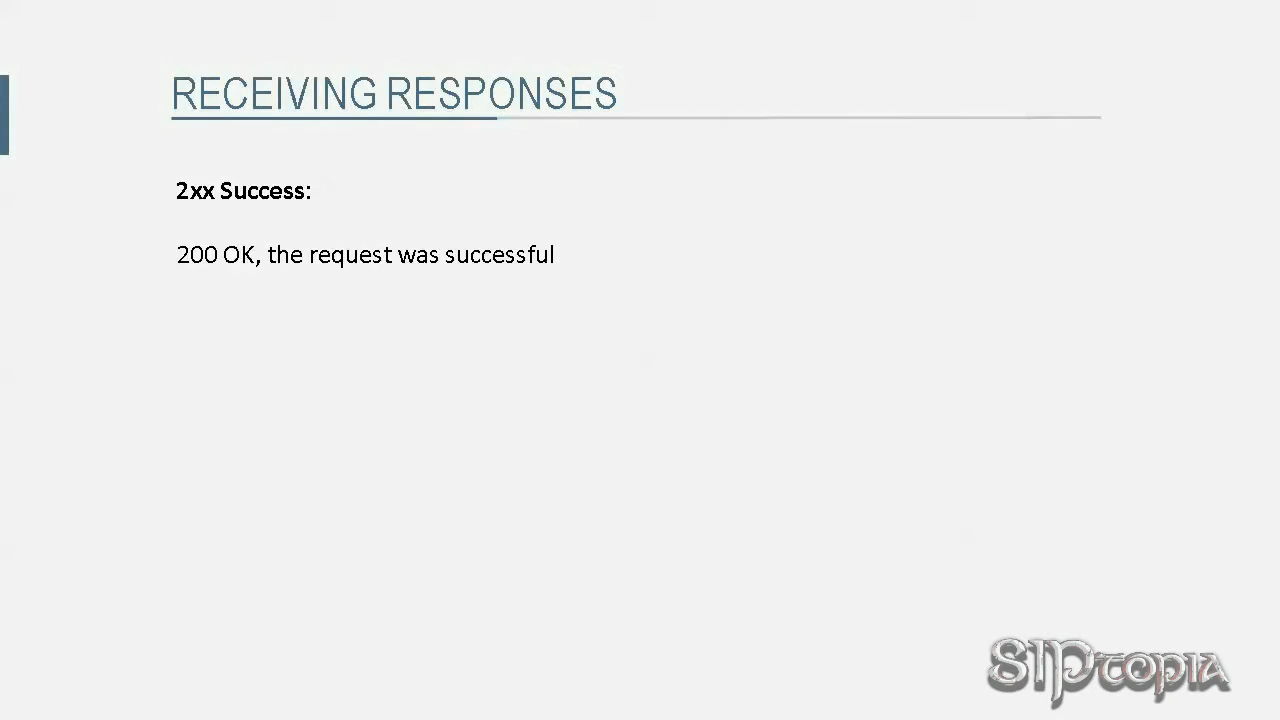 RECEIVING RESPONSES
2xx Success:
200 OK, the request was successful
SIPtopia